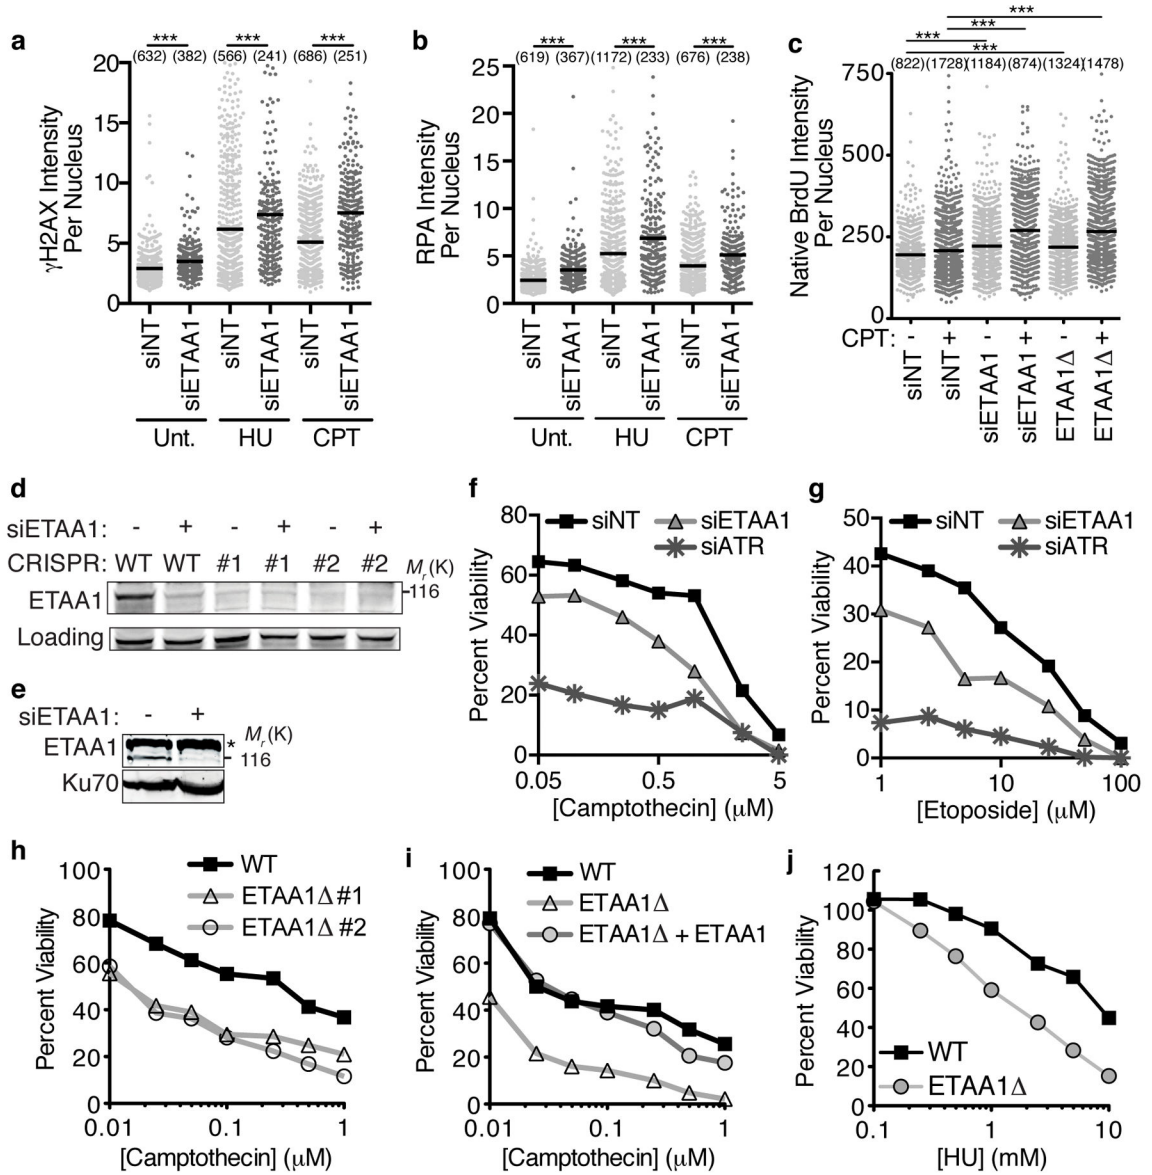 a
*** *** ***
(632) (382) (566) (241) (686) (251)
γH2AX Intensity
Per Nucleus
20
15
10
5
0
siNT siETAA1 siNT siETAA1 siNT siETAA1
Unt. HU CPT
b
*** *** ***
(619) (367) (1172) (233) (676) (238)
RPA Intensity
Per Nucleus
25
20
15
10
5
0
siNT siETAA1 siNT siETAA1 siNT siETAA1
Unt. HU CPT
c
***
***
***
***
(822) (1728) (1184) (874) (1324) (1478)
Native BrdU Intensity
Per Nucleus
750
500
250
0
CPT: - + - + - +
siNT siNT siETAA1 siETAA1 ETAA1Δ ETAA1Δ
d
siETAA1: - + - + - +
CRISPR: WT WT #1 #1 #2 #2
Mr (K)
ETAA1
116
Loading
e
siETAA1: - +
Mr (K)
ETAA1
*
116
Ku70
f
siNT siETAA1
siATR
Percent Viability
80
60
40
20
0
0.05 0.5 5
[Camptothecin] (μM)
g
siNT siETAA1
siATR
Percent Viability
50
40
30
20
10
0
1 10 100
[Etoposide] (μM)
h
WT
ETAA1Δ #1
ETAA1Δ #2
Percent Viability
100
80
60
40
20
0
0.01 0.1 1
[Camptothecin] (μM)
i
WT
ETAA1Δ
ETAA1Δ + ETAA1
Percent Viability
100
80
60
40
20
0
0.01 0.1 1
[Camptothecin] (μM)
j
WT
ETAA1Δ
Percent Viability
120
100
80
60
40
20
0
0.1 1 10
[HU] (mM)